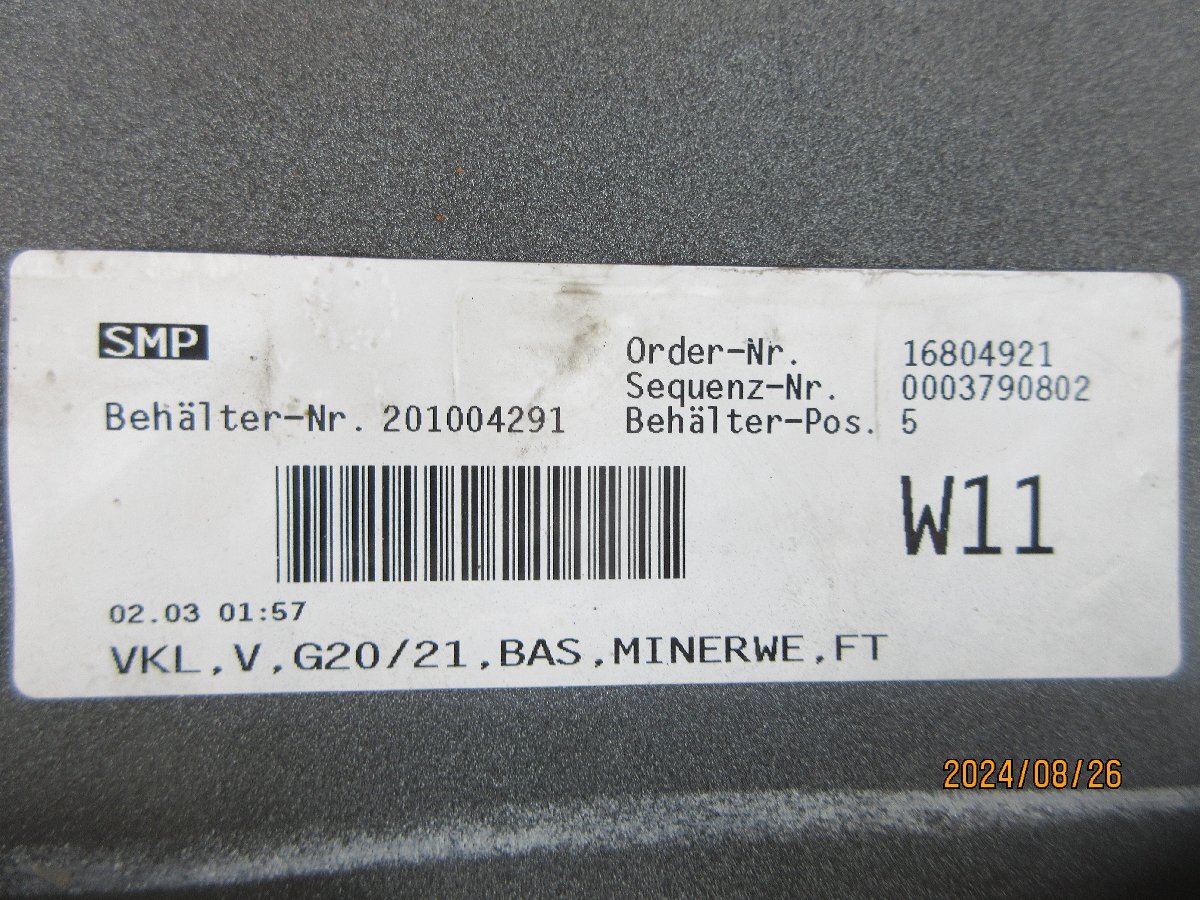 SMP
Order-Nr. 16804921
Sequenz-Nr. 0003790802
Behälter-Nr. 201004291 Behälter-Pos. 5
W11
02.03 01:57
VKL,V,G20/21,BAS,MINERWE,FT
2024/08/26